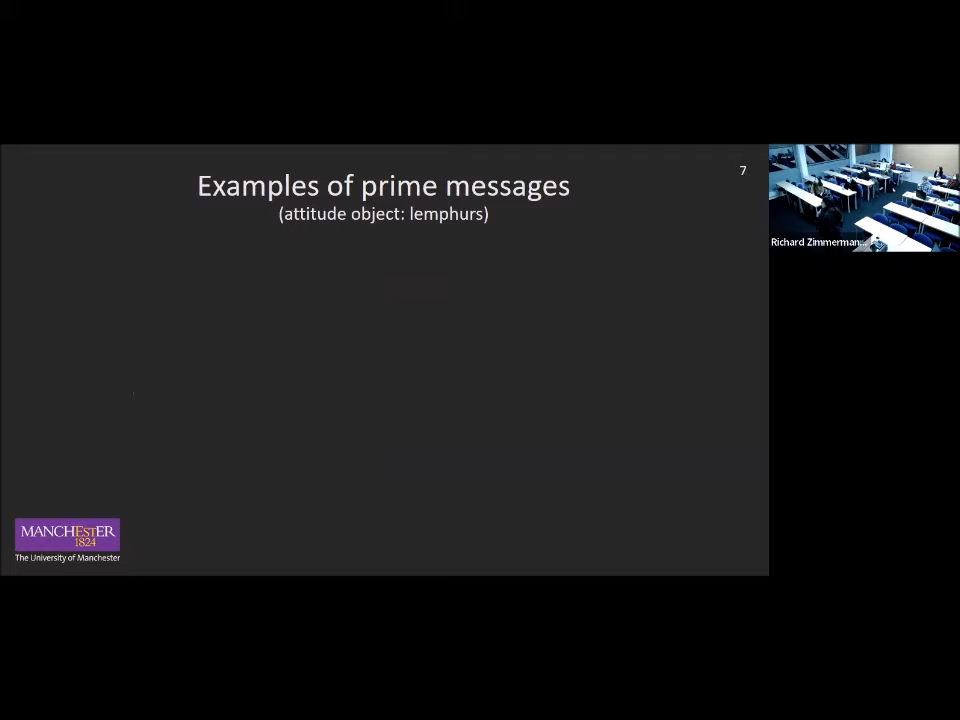 Examples of prime messages
(attitude object: lemphurs)
7
Richard Zimmerman...
MANCHESTER
1824
The University of Manchester